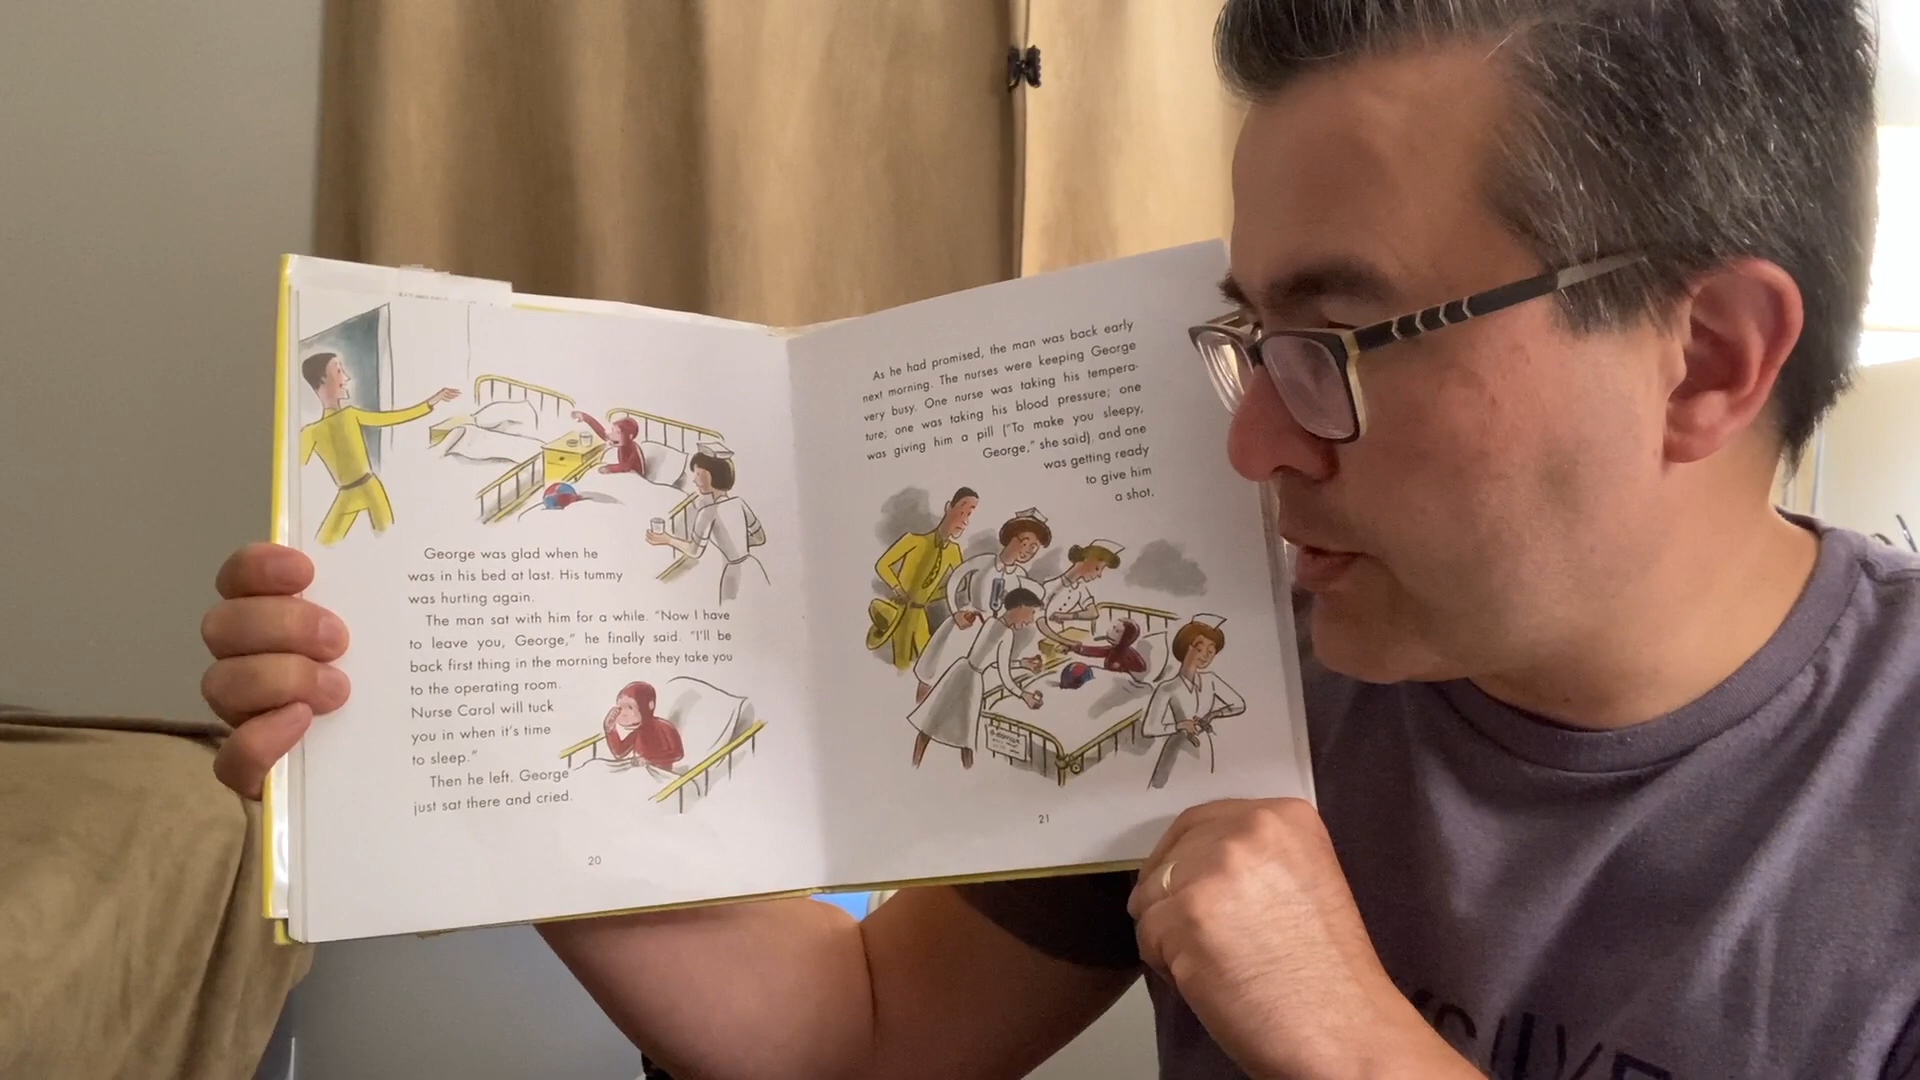 George was glad when he
was in his bed at last. His tummy
was hurting again.
The man sat with him for a while. "Now I have
to leave you, George," he finally said. "I'll be
back first thing in the morning before they take you
to the operating room.
Nurse Carol will tuck
you in when it's time
to sleep."
Then he left. George
just sat there and cried.
20
As he had promised, the man was back early
next morning. The nurses were keeping George
very busy. One nurse was taking his tempera-
ture; one was taking his blood pressure; one
was giving him a pill ("To make you sleepy,
George," she said), and one
was getting ready
to give him
a shot.
21